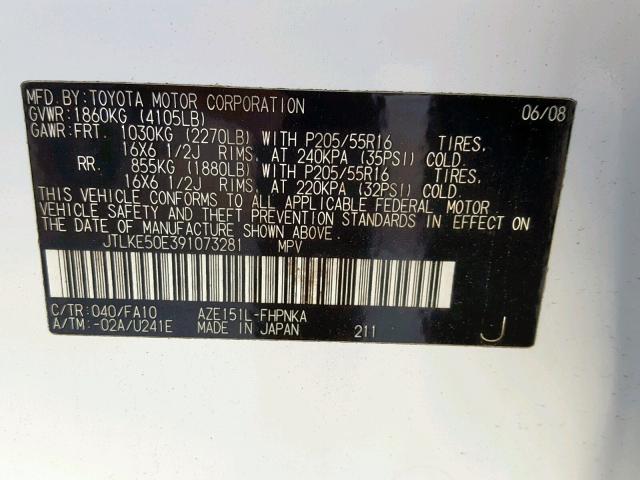 MFD.BY:TOYOTA MOTOR CORPORATION 06/08
GVWR:1860KG (4105LB)
GAWR:FRT. 1030KG (2270LB) WITH P205/55R16 TIRES,
16X6 1/2J RIMS, AT 240KPA (35PSI) COLD.
RR. 855KG (1880LB) WITH P205/55R16 TIRES,
16X6 1/2J RIMS, AT 220KPA (32PSI) COLD.
THIS VEHICLE CONFORMS TO ALL APPLICABLE FEDERAL MOTOR
VEHICLE SAFETY AND THEFT PREVENTION STANDARDS IN EFFECT ON
THE DATE OF MANUFACTURE SHOWN ABOVE.
JTLKE50E391073281 MPV
C/TR:040/FA10 AZE151L-FHPNKA
A/TM:-02A/U241E MADE IN JAPAN 211 J